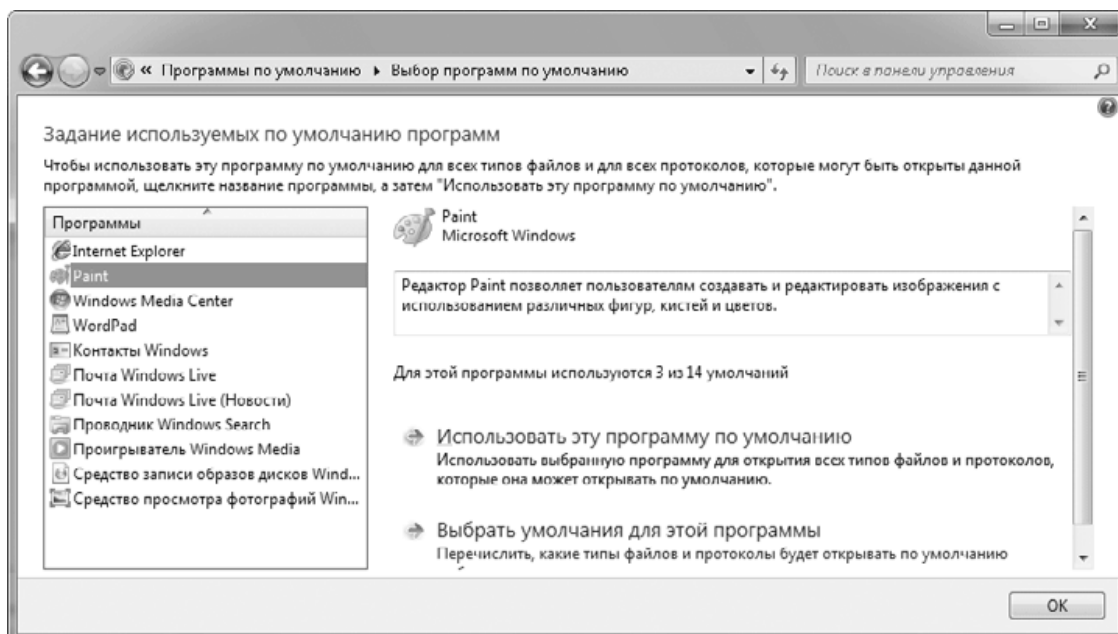 « Программы по умолчанию ▸ Выбор программ по умолчанию
Поиск в панели управления
Задание используемых по умолчанию программ
Чтобы использовать эту программу по умолчанию для всех типов файлов и для всех протоколов, которые могут быть открыты данной
программой, щелкните название программы, а затем "Использовать эту программу по умолчанию".
Программы
Internet Explorer
Paint
Windows Media Center
WordPad
Контакты Windows
Почта Windows Live
Почта Windows Live (Новости)
Проводник Windows Search
Проигрыватель Windows Media
Средство записи образов дисков Wind...
Средство просмотра фотографий Win...
Paint
Microsoft Windows
Редактор Paint позволяет пользователям создавать и редактировать изображения с
использованием различных фигур, кистей и цветов.
Для этой программы используются 3 из 14 умолчаний
Использовать эту программу по умолчанию
Использовать выбранную программу для открытия всех типов файлов и протоколов,
которые она может открывать по умолчанию.
Выбрать умолчания для этой программы
Перечислить, какие типы файлов и протоколы будет открывать по умолчанию
OK